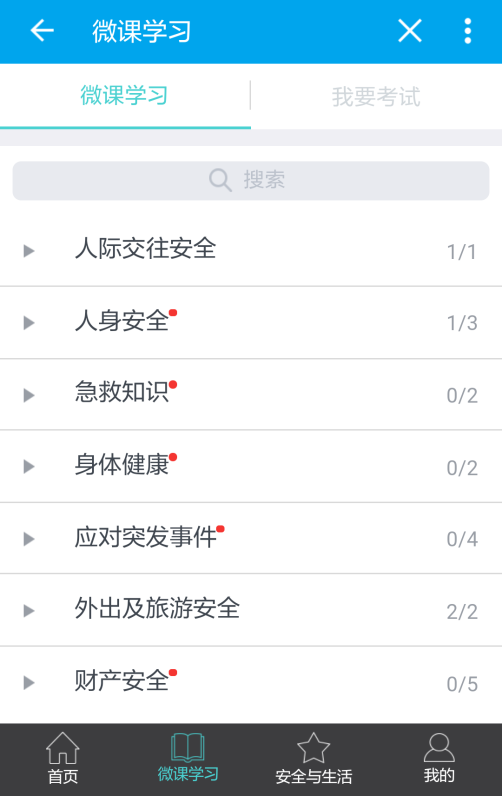 微课学习
微课学习 我要考试
搜索
人际交往安全 1/1
人身安全 1/3
急救知识 0/2
身体健康 0/2
应对突发事件 0/4
外出及旅游安全 2/2
财产安全 0/5
首页 微课学习 安全与生活 我的